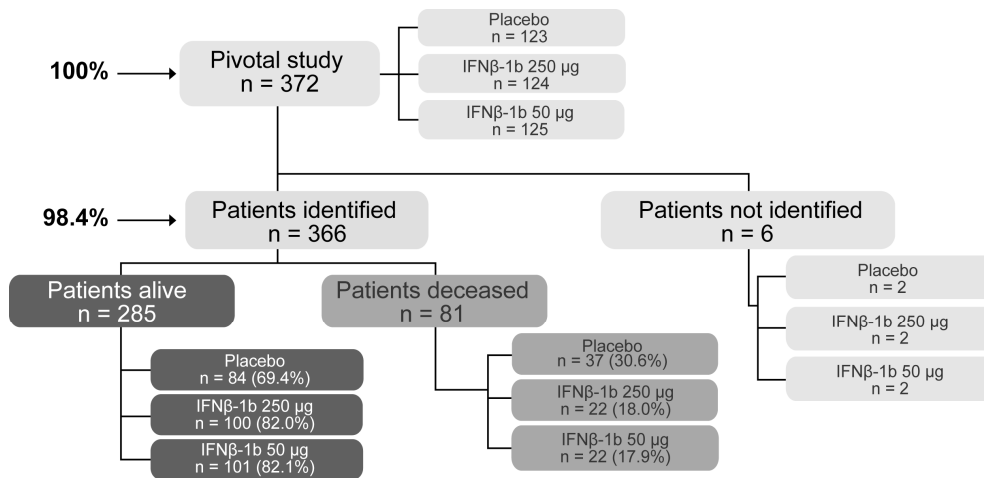 Placebo
n = 123
100%
Pivotal study
n = 372
IFNβ-1b 250 µg
n = 124
IFNβ-1b 50 µg
n = 125
98.4%
Patients identified
n = 366
Patients not identified
n = 6
Patients alive
n = 285
Patients deceased
n = 81
Placebo
n = 2
IFNβ-1b 250 µg
n = 2
IFNβ-1b 50 µg
n = 2
Placebo
n = 84 (69.4%)
IFNβ-1b 250 µg
n = 100 (82.0%)
IFNβ-1b 50 µg
n = 101 (82.1%)
Placebo
n = 37 (30.6%)
IFNβ-1b 250 µg
n = 22 (18.0%)
IFNβ-1b 50 µg
n = 22 (17.9%)